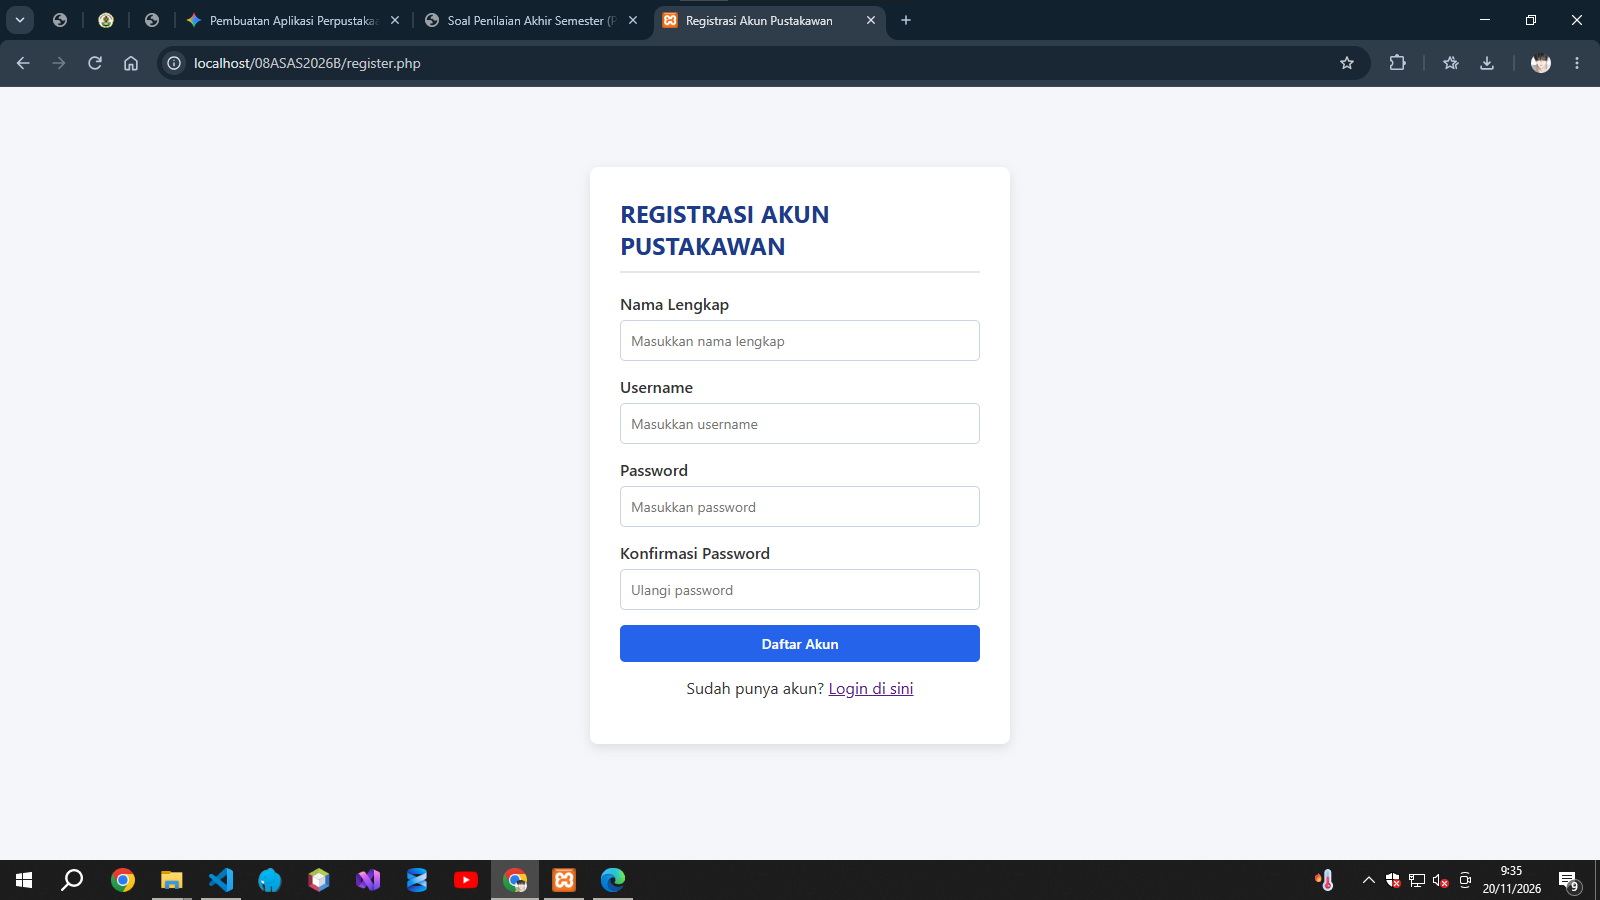 Pembuatan Aplikasi Perpustakaa
Soal Penilaian Akhir Semester (P
Registrasi Akun Pustakawan
localhost/08ASAS2026B/register.php
REGISTRASI AKUN
PUSTAKAWAN
Nama Lengkap
Masukkan nama lengkap
Username
Masukkan username
Password
Masukkan password
Konfirmasi Password
Ulangi password
Daftar Akun
Sudah punya akun? Login di sini
9:35
20/11/2026
9